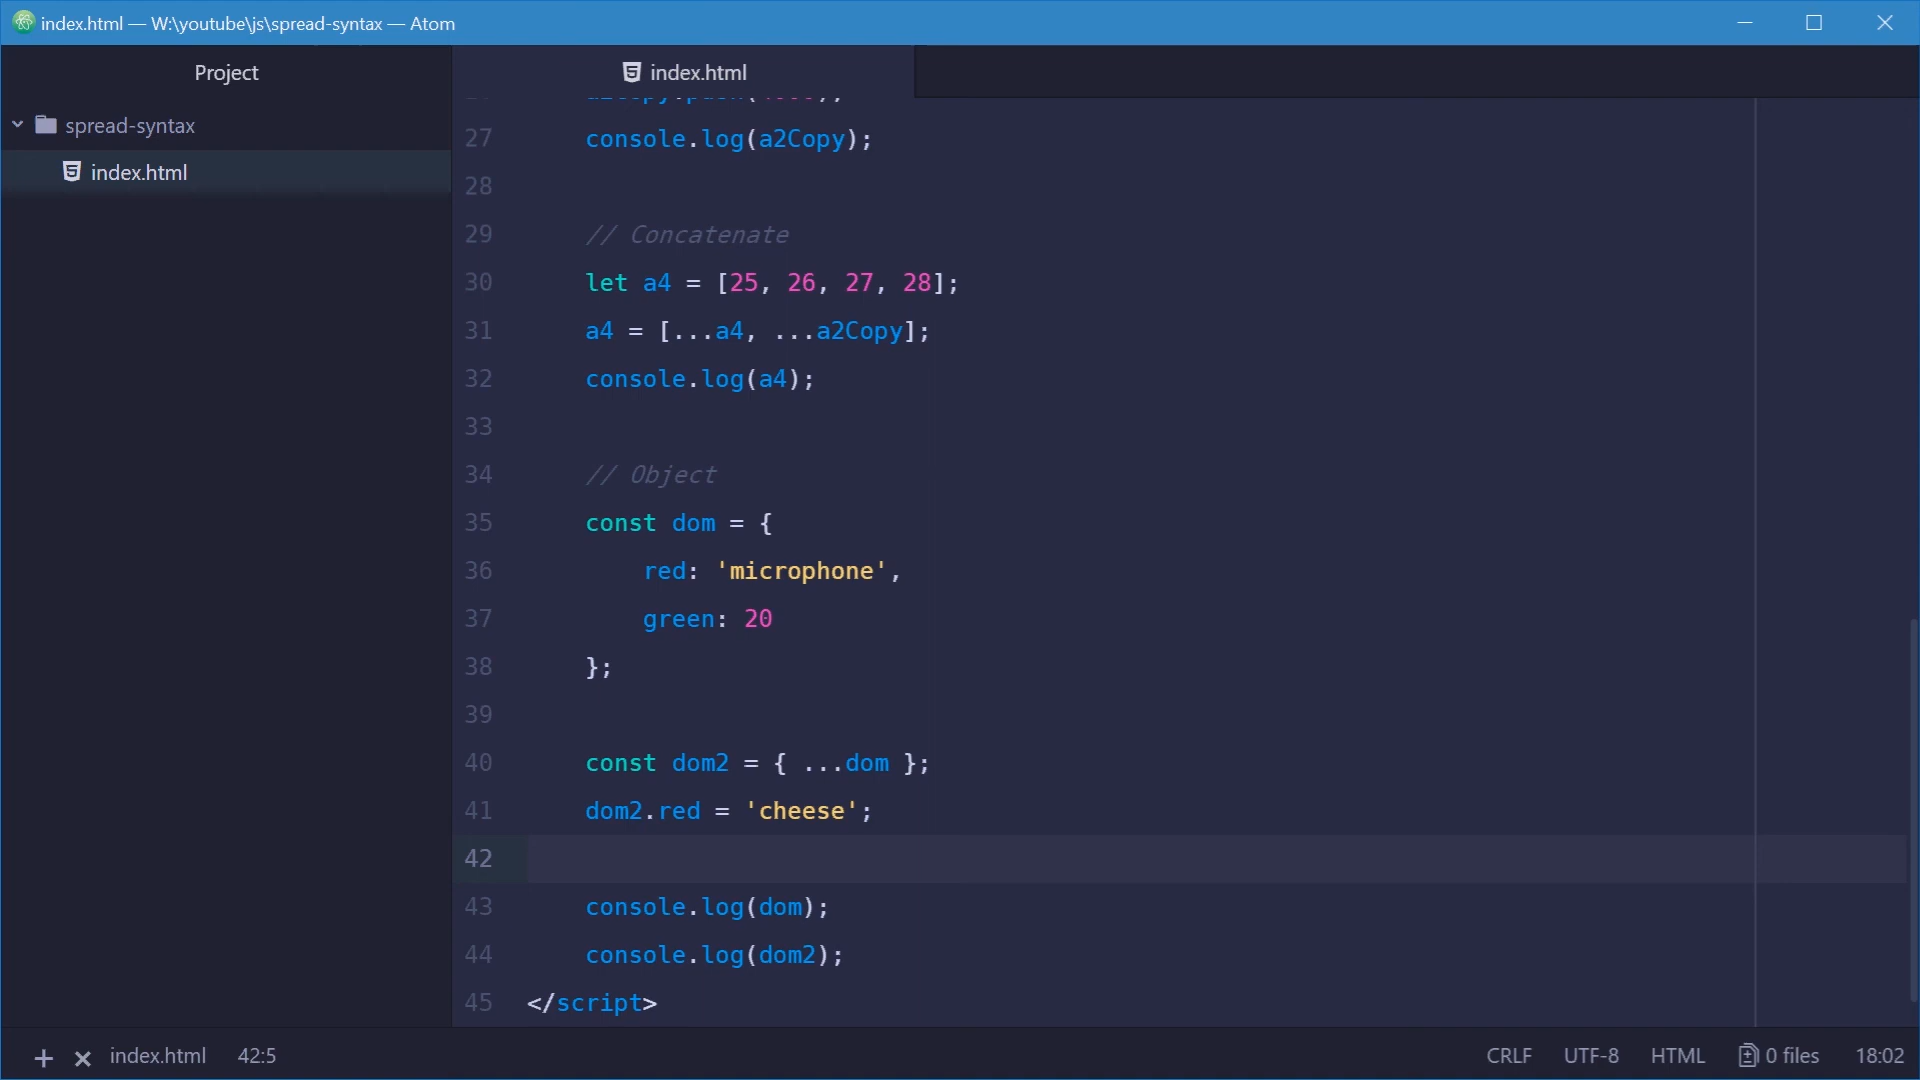 index.html — W:\youtube\js\spread-syntax — Atom
Project
spread-syntax
index.html
index.html
27 console.log(a2Copy);
28
29 // Concatenate
30 let a4 = [25, 26, 27, 28];
31 a4 = [...a4, ...a2Copy];
32 console.log(a4);
33
34 // Object
35 const dom = {
36 red: 'microphone',
37 green: 20
38 };
39
40 const dom2 = { ...dom };
41 dom2.red = 'cheese';
42
43 console.log(dom);
44 console.log(dom2);
45 </script>
index.html 42:5 CRLF UTF-8 HTML 0 files 18:02